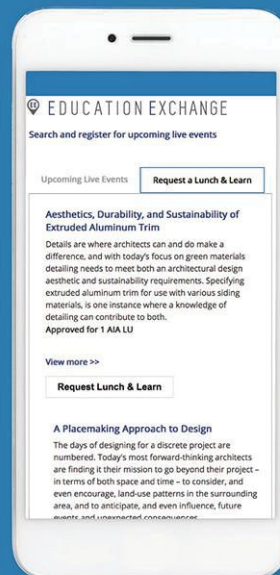 EDUCATION EXCHANGE
Search and register for upcoming live events
Upcoming Live Events
Request a Lunch & Learn
Aesthetics, Durability, and Sustainability of
Extruded Aluminum Trim
Details are where architects can and do make a
difference, and with today's focus on green materials
detailing needs to meet both an architectural design
aesthetic and sustainability requirements. Specifying
extruded aluminum trim for use with various siding
materials, is one instance where a knowledge of
detailing can contribute to both.
Approved for 1 AIA LU
View more >>
Request Lunch & Learn
A Placemaking Approach to Design
The days of designing for a discrete project are
numbered. Today's most forward-thinking architects
are finding it their mission to go beyond their project –
in terms of both space and time – to consider, and
even encourage, land-use patterns in the surrounding
area, and to anticipate, and even influence, future
events and unexpected consequences.